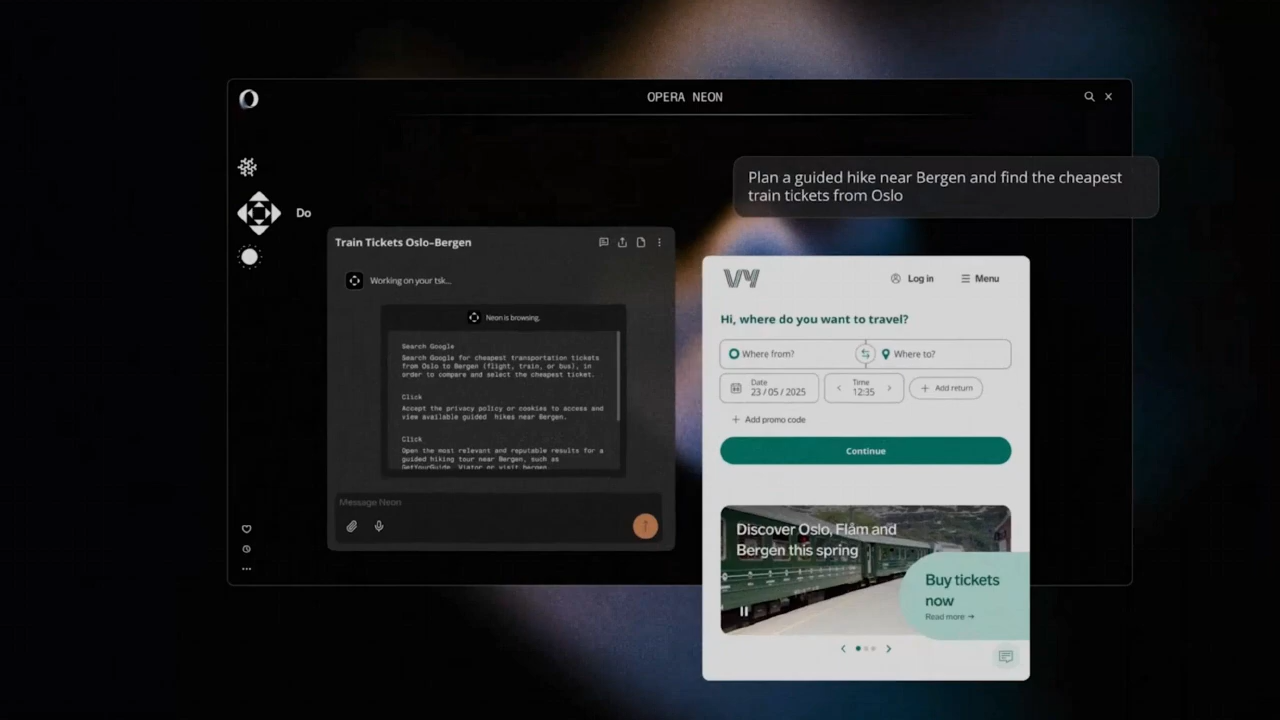 OPERA NEON
Plan a guided hike near Bergen and find the cheapest
train tickets from Oslo
Do
Train Tickets Oslo–Bergen
Working on your tsk...
Neon is browsing.
Search Google
Search Google for cheapest transportation tickets
from Oslo to Bergen (flight, train, or bus), in
order to compare and select the cheapest ticket.
Click
Accept the privacy policy or cookies to access and
view available guided hikes near Bergen.
Click
Open the most relevant and reputable results for a
guided hiking tour near Bergen, such as
GetYourGuide, Viator or visit bergen.
Message Neon
VY
Log in
Menu
Hi, where do you want to travel?
Where from?
Where to?
Date
23 / 05 / 2025
Time
12:35
Add return
Add promo code
Continue
Discover Oslo, Flåm and
Bergen this spring
Buy tickets
now
Read more →